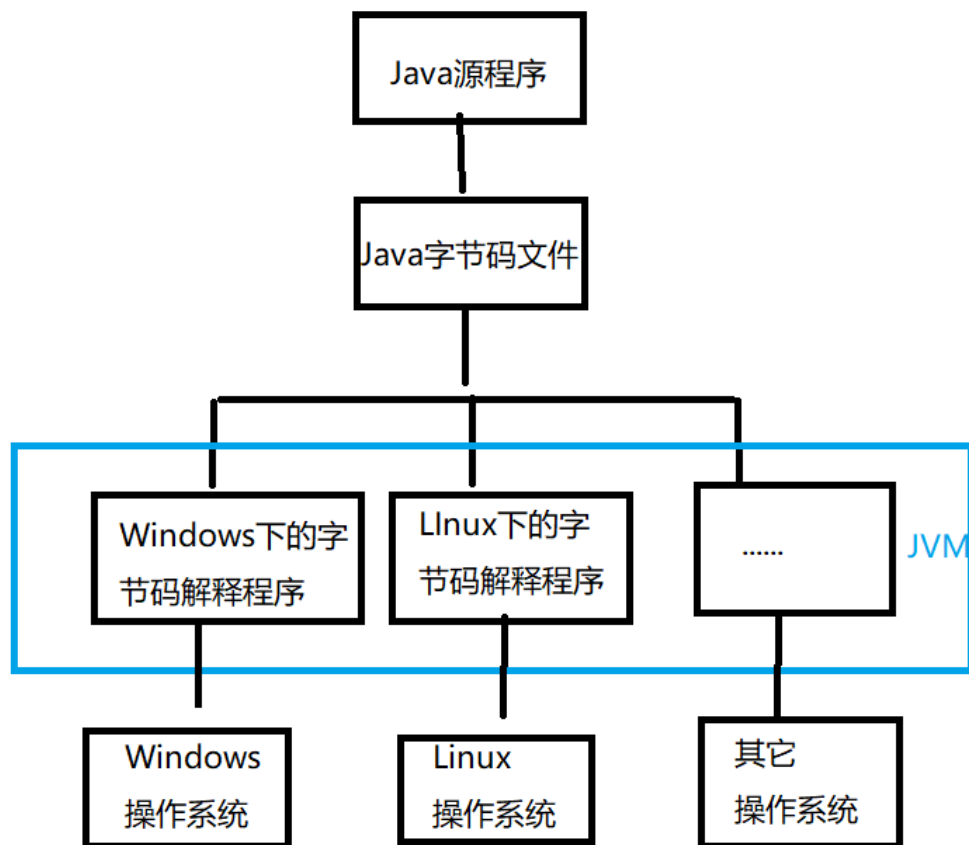 Java源程序
Java字节码文件
Windows下的字
节码解释程序
LInux下的字
节码解释程序
......
JVM
Windows
操作系统
Linux
操作系统
其它
操作系统